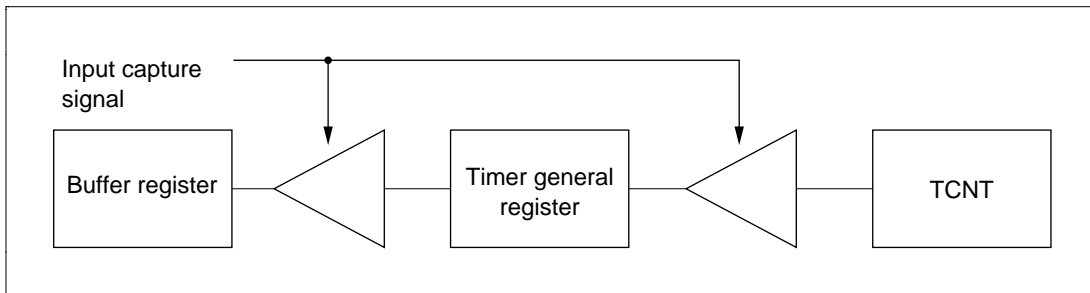 Input capture
signal
Buffer register
Timer general
register
TCNT